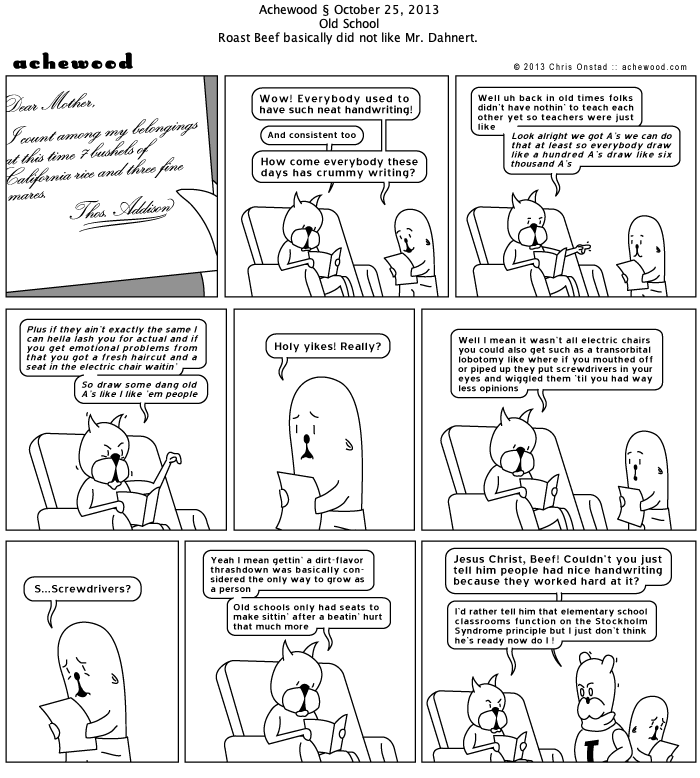 Achewood § October 25, 2013
Old School
Roast Beef basically did not like Mr. Dahnert.
achewood
© 2013 Chris Onstad :: achewood.com
Dear Mother,
I count among my belongings
at this time 7 bushels of
California rice and three fine
mares.
Thos. Addison
Wow! Everybody used to
have such neat handwriting!
And consistent too
How come everybody these
days has crummy writing?
Well uh back in old times folks
didn't have nothin' to teach each
other yet so teachers were just
like
Look alright we got A's we can do
that at least so everybody draw
like a hundred A's draw like six
thousand A's
Plus if they ain't exactly the same I
can hella lash you for actual and if
you get emotional problems from
that you got a fresh haircut and a
seat in the electric chair waitin'
So draw some dang old
A's like I like 'em people
Holy yikes! Really?
Well I mean it wasn't all electric chairs
you could also get such as a transorbital
lobotomy like where if you mouthed off
or piped up they put screwdrivers in your
eyes and wiggled them 'til you had way
less opinions
S...Screwdrivers?
Yeah I mean gettin' a dirt-flavor
thrashdown was basically con-
sidered the only way to grow as
a person
Old schools only had seats to
make sittin' after a beatin' hurt
that much more
Jesus Christ, Beef! Couldn't you just
tell him people had nice handwriting
because they worked hard at it?
I'd rather tell him that elementary school
classrooms function on the Stockholm
Syndrome principle but I just don't think
he's ready now do I !
T